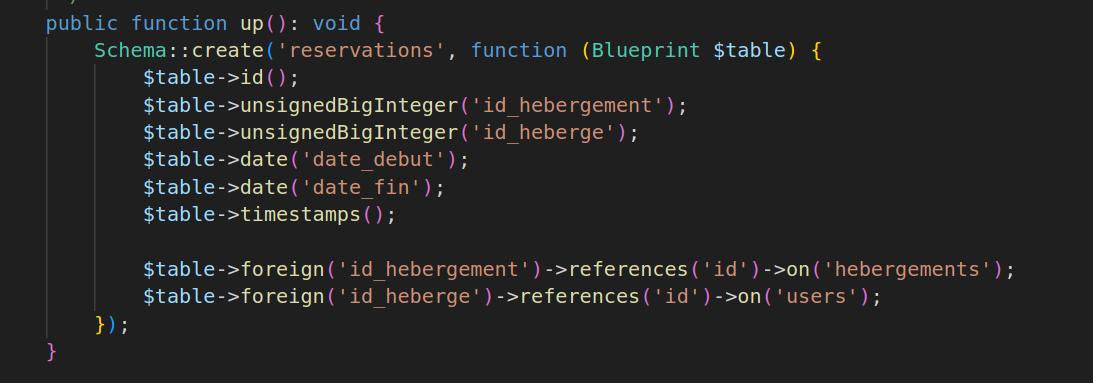 public function up(): void {
Schema::create('reservations', function (Blueprint $table) {
$table->id();
$table->unsignedBigInteger('id_hebergement');
$table->unsignedBigInteger('id_heberge');
$table->date('date_debut');
$table->date('date_fin');
$table->timestamps();
$table->foreign('id_hebergement')->references('id')->on('hebergements');
$table->foreign('id_heberge')->references('id')->on('users');
});
}